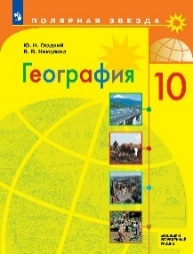 ПОЛЯРНАЯ ЗВЕЗДА
Ю. Н. Гладкий
В. В. Николина
География
10